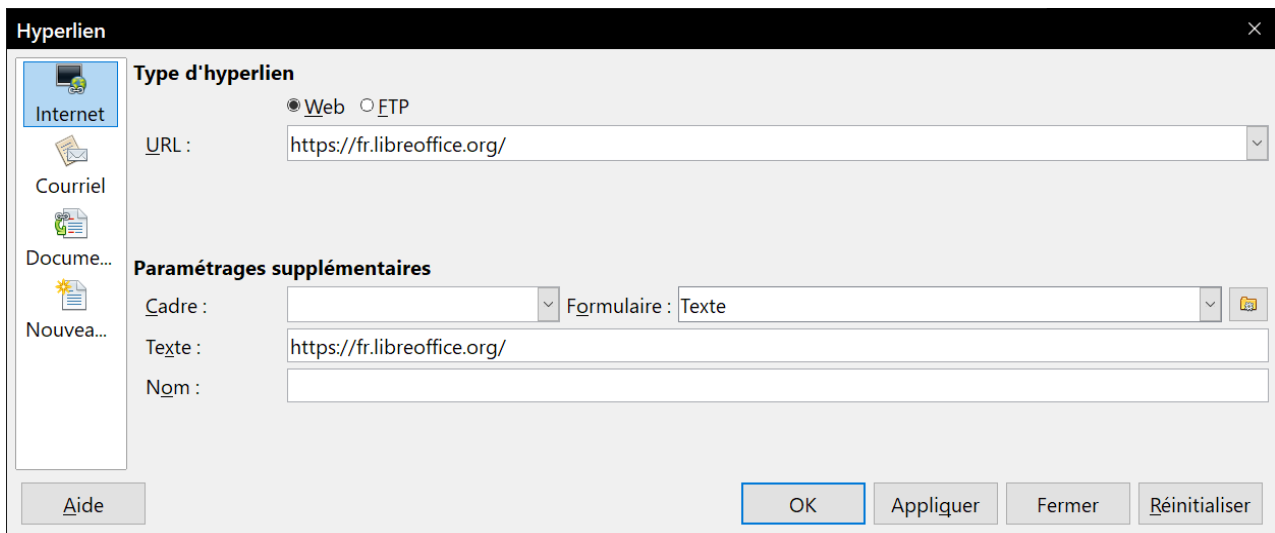 Hyperlien
Internet
Courriel
Docume...
Nouvea...
Type d'hyperlien
Web FTP
URL : https://fr.libreoffice.org/
Paramétrages supplémentaires
Cadre : Formulaire : Texte
Texte : https://fr.libreoffice.org/
Nom :
Aide OK Appliquer Fermer Réinitialiser